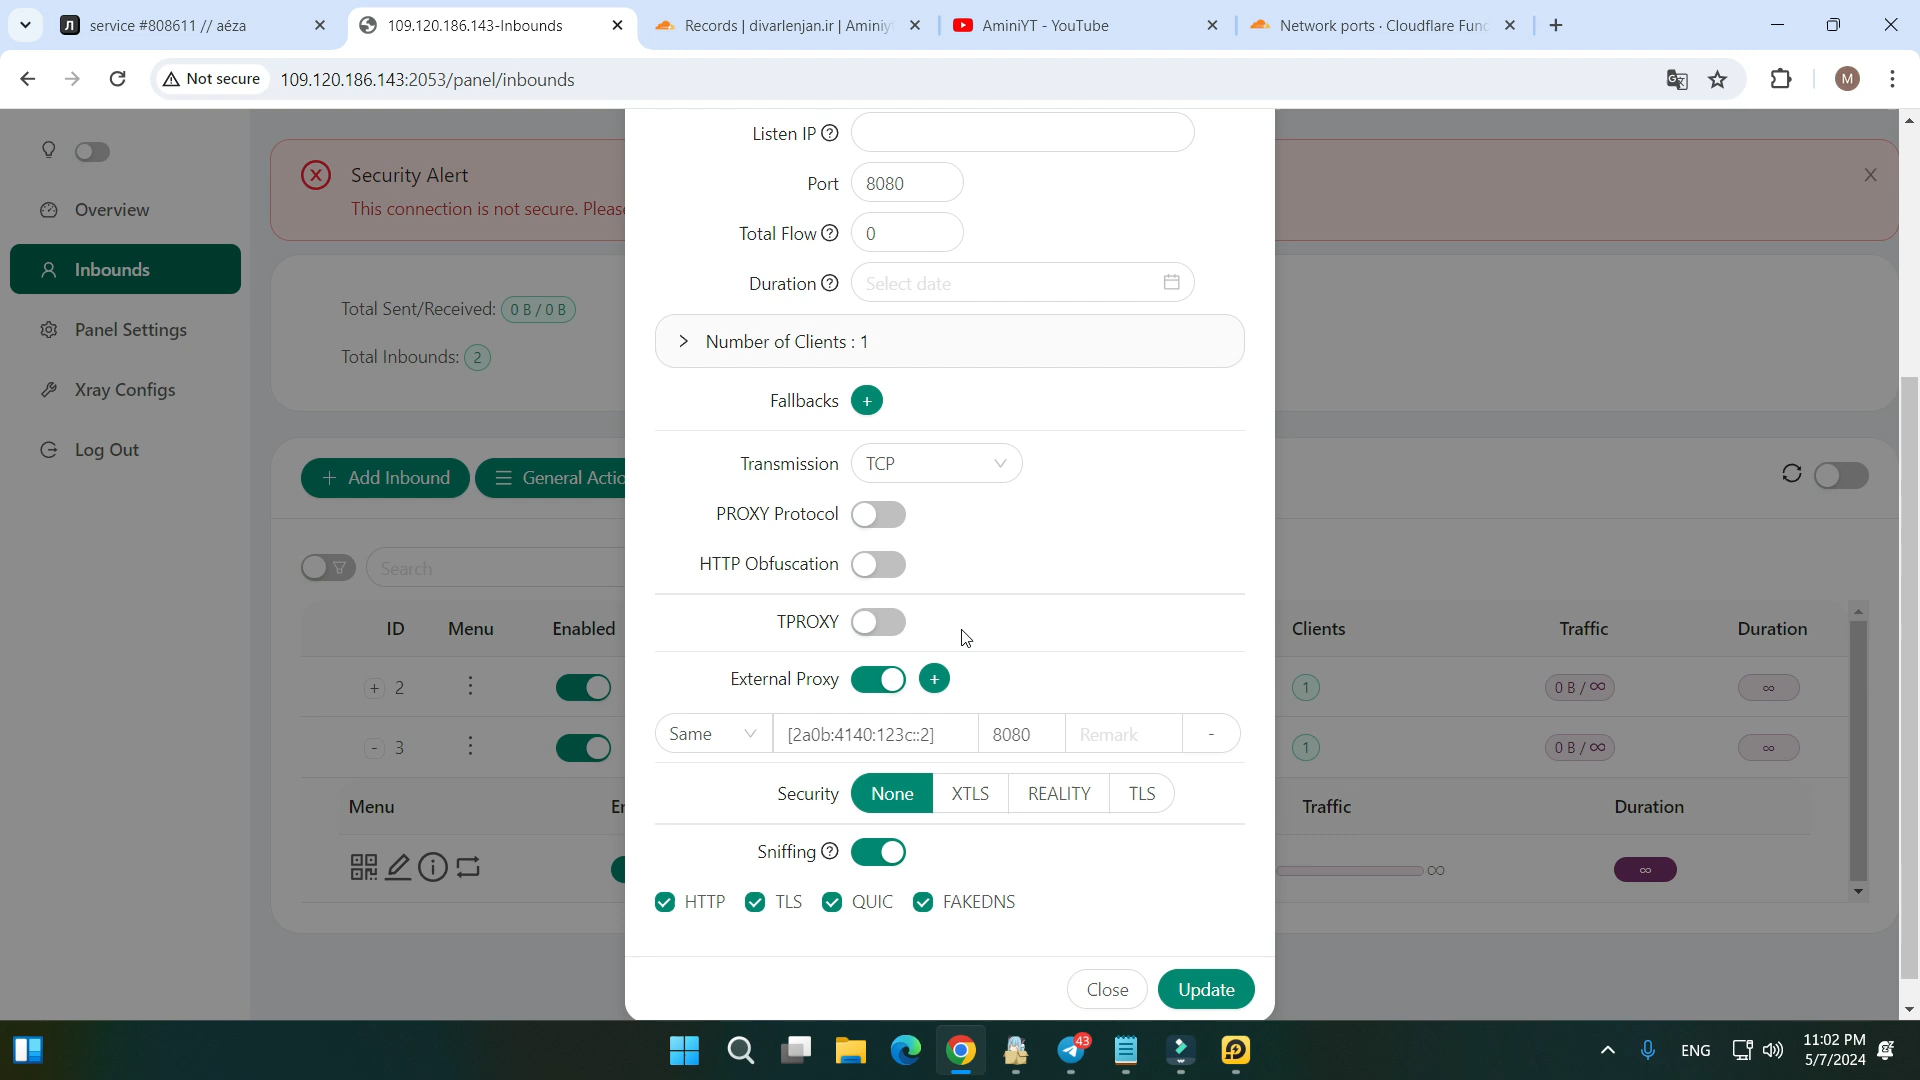 service #808611 // aéza
109.120.186.143-Inbounds
Records | divarlenjan.ir | Aminiy
AminiYT - YouTube
Network ports · Cloudflare Fun
Not secure
109.120.186.143:2053/panel/inbounds
M
Overview
Inbounds
Panel Settings
Xray Configs
Log Out
Security Alert
This connection is not secure. Please
Total Sent/Received: 0 B / 0 B
Total Inbounds: 2
+ Add Inbound
General Actio
Search
ID Menu Enabled Clients Traffic Duration
+ 2 1 0 B / ∞ ∞
- 3 1 0 B / ∞ ∞
Menu Traffic Duration
∞ ∞
Listen IP
Port 8080
Total Flow 0
Duration Select date
> Number of Clients : 1
Fallbacks +
Transmission TCP
PROXY Protocol
HTTP Obfuscation
TPROXY
External Proxy +
Same [2a0b:4140:123c::2] 8080 Remark -
Security None XTLS REALITY TLS
Sniffing
HTTP TLS QUIC FAKEDNS
Close Update
43
ENG
11:02 PM
5/7/2024